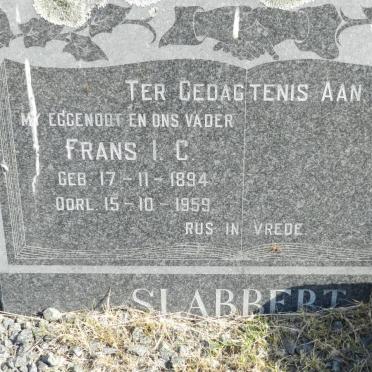 TER GEDAGTENIS AAN
MY EGGENOOT EN ONS VADER
FRANS I. C.
GEB. 17-11-1894
OORL. 15-10-1959
RUS IN VREDE
SLABBERT